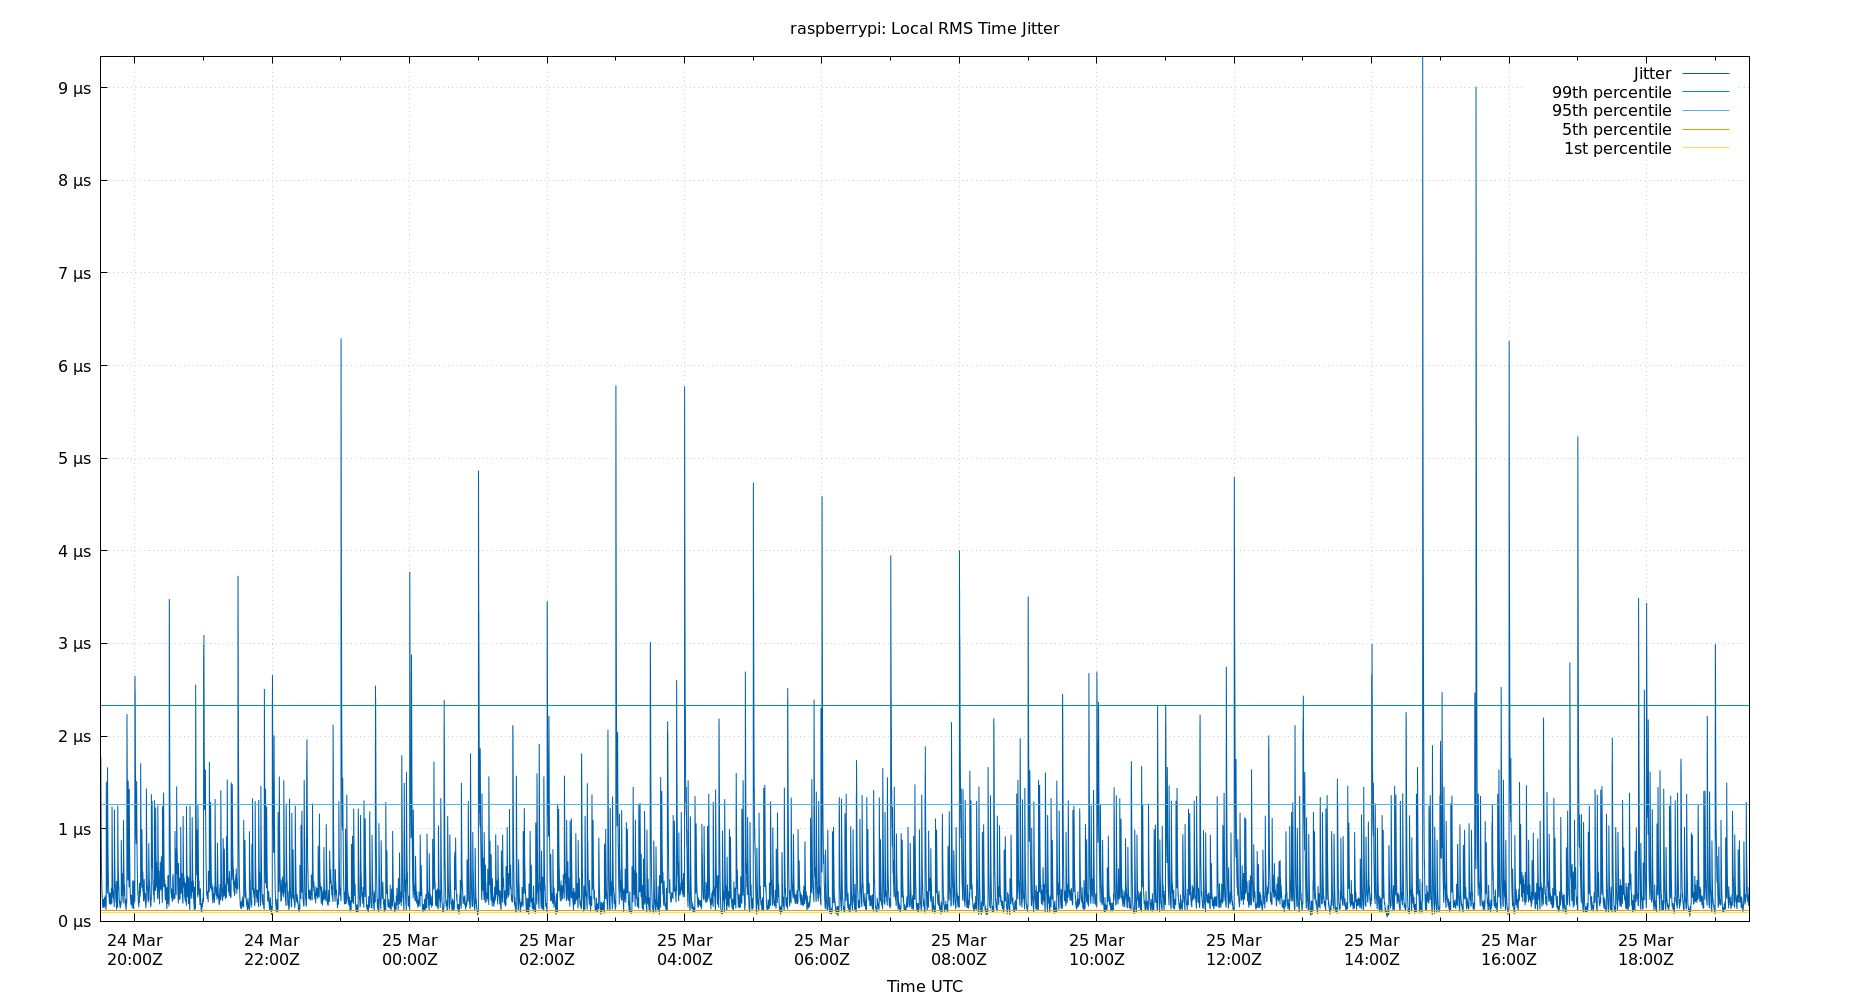 raspberrypi: Local RMS Time Jitter
Jitter
99th percentile
95th percentile
5th percentile
1st percentile
9 µs
8 µs
7 µs
6 µs
5 µs
4 µs
3 µs
2 µs
1 µs
0 µs
24 Mar 24 Mar 25 Mar 25 Mar 25 Mar 25 Mar 25 Mar 25 Mar 25 Mar 25 Mar 25 Mar 25 Mar
20:00Z 22:00Z 00:00Z 02:00Z 04:00Z 06:00Z 08:00Z 10:00Z 12:00Z 14:00Z 16:00Z 18:00Z
Time UTC